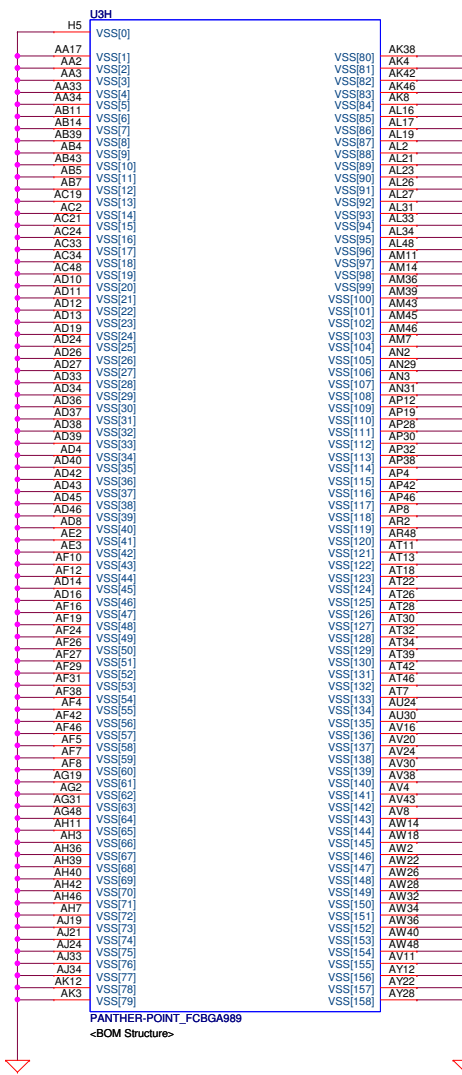 U3H
H5 VSS[0]
AA17 VSS[1] VSS[80] AK38
AA2 VSS[2] VSS[81] AK4
AA3 VSS[3] VSS[82] AK42
AA33 VSS[4] VSS[83] AK46
AA34 VSS[5] VSS[84] AK8
AB11 VSS[6] VSS[85] AL16
AB14 VSS[7] VSS[86] AL17
AB39 VSS[8] VSS[87] AL19
AB4 VSS[9] VSS[88] AL2
AB43 VSS[10] VSS[89] AL21
AB5 VSS[11] VSS[90] AL23
AB7 VSS[12] VSS[91] AL26
AC19 VSS[13] VSS[92] AL27
AC2 VSS[14] VSS[93] AL31
AC21 VSS[15] VSS[94] AL33
AC24 VSS[16] VSS[95] AL34
AC33 VSS[17] VSS[96] AL48
AC34 VSS[18] VSS[97] AM11
AC48 VSS[19] VSS[98] AM14
AD10 VSS[20] VSS[99] AM36
AD11 VSS[21] VSS[100] AM39
AD12 VSS[22] VSS[101] AM43
AD13 VSS[23] VSS[102] AM45
AD19 VSS[24] VSS[103] AM46
AD24 VSS[25] VSS[104] AM7
AD26 VSS[26] VSS[105] AN2
AD27 VSS[27] VSS[106] AN29
AD33 VSS[28] VSS[107] AN3
AD34 VSS[29] VSS[108] AN31
AD36 VSS[30] VSS[109] AP12
AD37 VSS[31] VSS[110] AP19
AD38 VSS[32] VSS[111] AP28
AD39 VSS[33] VSS[112] AP30
AD4 VSS[34] VSS[113] AP32
AD40 VSS[35] VSS[114] AP38
AD42 VSS[36] VSS[115] AP4
AD43 VSS[37] VSS[116] AP42
AD45 VSS[38] VSS[117] AP46
AD46 VSS[39] VSS[118] AP8
AD8 VSS[40] VSS[119] AR2
AE2 VSS[41] VSS[120] AR48
AE3 VSS[42] VSS[121] AT11
AF10 VSS[43] VSS[122] AT13
AF12 VSS[44] VSS[123] AT18
AD14 VSS[45] VSS[124] AT22
AD16 VSS[46] VSS[125] AT26
AF16 VSS[47] VSS[126] AT28
AF19 VSS[48] VSS[127] AT30
AF24 VSS[49] VSS[128] AT32
AF26 VSS[50] VSS[129] AT34
AF27 VSS[51] VSS[130] AT39
AF29 VSS[52] VSS[131] AT42
AF31 VSS[53] VSS[132] AT46
AF38 VSS[54] VSS[133] AT7
AF4 VSS[55] VSS[134] AU24
AF42 VSS[56] VSS[135] AU30
AF46 VSS[57] VSS[136] AV16
AF5 VSS[58] VSS[137] AV20
AF7 VSS[59] VSS[138] AV24
AF8 VSS[60] VSS[139] AV30
AG19 VSS[61] VSS[140] AV38
AG2 VSS[62] VSS[141] AV4
AG31 VSS[63] VSS[142] AV43
AG48 VSS[64] VSS[143] AV8
AH11 VSS[65] VSS[144] AW14
AH3 VSS[66] VSS[145] AW18
AH36 VSS[67] VSS[146] AW2
AH39 VSS[68] VSS[147] AW22
AH40 VSS[69] VSS[148] AW26
AH42 VSS[70] VSS[149] AW28
AH46 VSS[71] VSS[150] AW32
AH7 VSS[72] VSS[151] AW34
AJ19 VSS[73] VSS[152] AW36
AJ21 VSS[74] VSS[153] AW40
AJ24 VSS[75] VSS[154] AW48
AJ33 VSS[76] VSS[155] AV11
AJ34 VSS[77] VSS[156] AY12
AK12 VSS[78] VSS[157] AY22
AK3 VSS[79] VSS[158] AY28
PANTHER-POINT_FCBGA989
<BOM Structure>